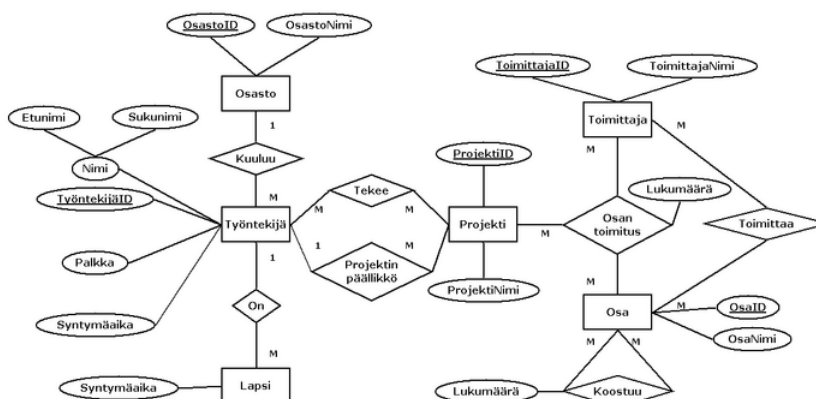 OsastoID
OsastoNimi
Osasto
1
Kuuluu
M
Etunimi
Sukunimi
Nimi
TyöntekijäID
Palkka
Syntymäaika
Työntekijä
M
Tekee
M
1
Projektin
päällikkö
M
1
On
M
Lapsi
Syntymäaika
ProjektiID
Projekti
ProjektiNimi
M
ToimittajaID
ToimittajaNimi
Toimittaja
M
M
Lukumäärä
Osan
toimitus
Toimittaa
M
Osa
M
OsaID
OsaNimi
M
M
Lukumäärä
Koostuu